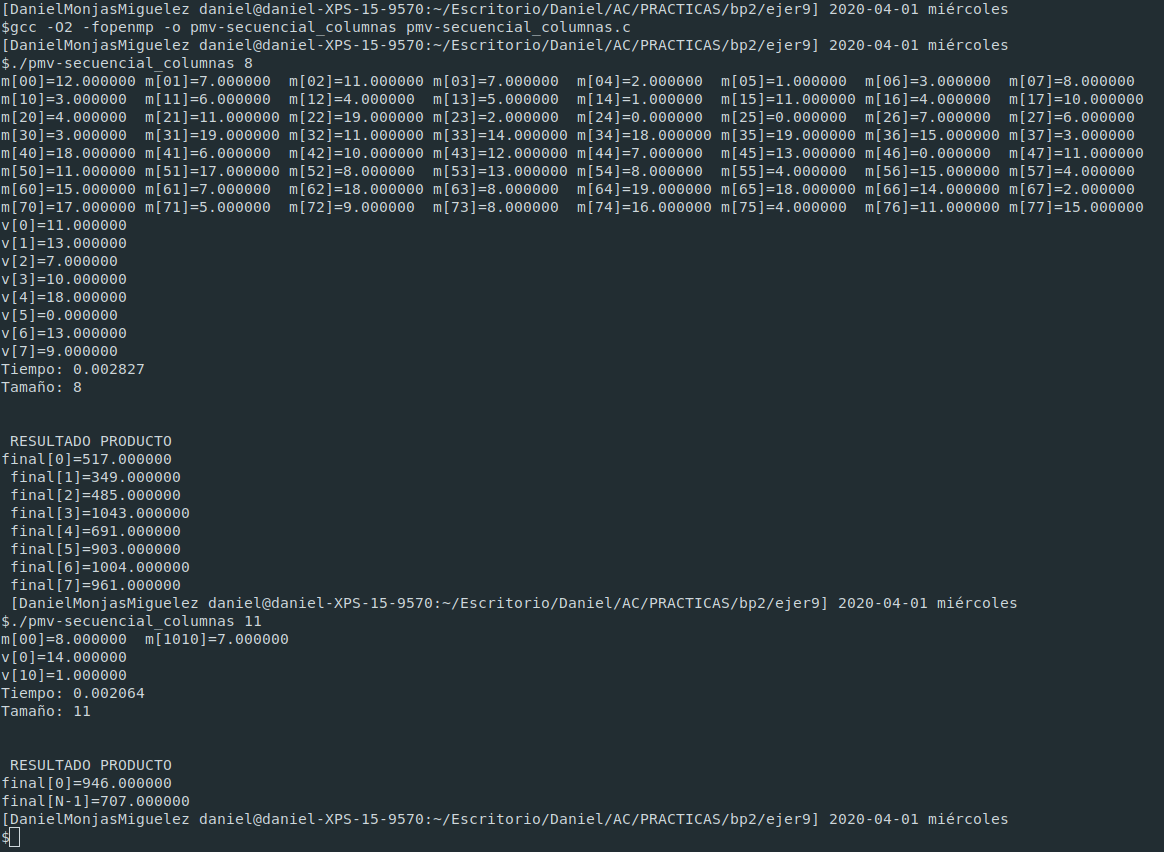 [DanielMonjasMiguelez daniel@daniel-XPS-15-9570:~/Escritorio/Daniel/AC/PRACTICAS/bp2/ejer9] 2020-04-01 miércoles
$gcc -O2 -fopenmp -o pmv-secuencial_columnas pmv-secuencial_columnas.c
[DanielMonjasMiguelez daniel@daniel-XPS-15-9570:~/Escritorio/Daniel/AC/PRACTICAS/bp2/ejer9] 2020-04-01 miércoles
$./pmv-secuencial_columnas 8
m[00]=12.000000 m[01]=7.000000  m[02]=11.000000 m[03]=7.000000  m[04]=2.000000  m[05]=1.000000  m[06]=3.000000  m[07]=8.000000
m[10]=3.000000  m[11]=6.000000  m[12]=4.000000  m[13]=5.000000  m[14]=1.000000  m[15]=11.000000 m[16]=4.000000  m[17]=10.000000
m[20]=4.000000  m[21]=11.000000 m[22]=19.000000 m[23]=2.000000  m[24]=0.000000  m[25]=0.000000  m[26]=7.000000  m[27]=6.000000
m[30]=3.000000  m[31]=19.000000 m[32]=11.000000 m[33]=14.000000 m[34]=18.000000 m[35]=19.000000 m[36]=15.000000 m[37]=3.000000
m[40]=18.000000 m[41]=6.000000  m[42]=10.000000 m[43]=12.000000 m[44]=7.000000  m[45]=13.000000 m[46]=0.000000  m[47]=11.000000
m[50]=11.000000 m[51]=17.000000 m[52]=8.000000  m[53]=13.000000 m[54]=8.000000  m[55]=4.000000  m[56]=15.000000 m[57]=4.000000
m[60]=15.000000 m[61]=7.000000  m[62]=18.000000 m[63]=8.000000  m[64]=19.000000 m[65]=18.000000 m[66]=14.000000 m[67]=2.000000
m[70]=17.000000 m[71]=5.000000  m[72]=9.000000  m[73]=8.000000  m[74]=16.000000 m[75]=4.000000  m[76]=11.000000 m[77]=15.000000
v[0]=11.000000
v[1]=13.000000
v[2]=7.000000
v[3]=10.000000
v[4]=18.000000
v[5]=0.000000
v[6]=13.000000
v[7]=9.000000
Tiempo: 0.002827
Tamaño: 8
RESULTADO PRODUCTO
final[0]=517.000000
final[1]=349.000000
final[2]=485.000000
final[3]=1043.000000
final[4]=691.000000
final[5]=903.000000
final[6]=1004.000000
final[7]=961.000000
[DanielMonjasMiguelez daniel@daniel-XPS-15-9570:~/Escritorio/Daniel/AC/PRACTICAS/bp2/ejer9] 2020-04-01 miércoles
$./pmv-secuencial_columnas 11
m[00]=8.000000  m[1010]=7.000000
v[0]=14.000000
v[10]=1.000000
Tiempo: 0.002064
Tamaño: 11
RESULTADO PRODUCTO
final[0]=946.000000
final[N-1]=707.000000
[DanielMonjasMiguelez daniel@daniel-XPS-15-9570:~/Escritorio/Daniel/AC/PRACTICAS/bp2/ejer9] 2020-04-01 miércoles
$